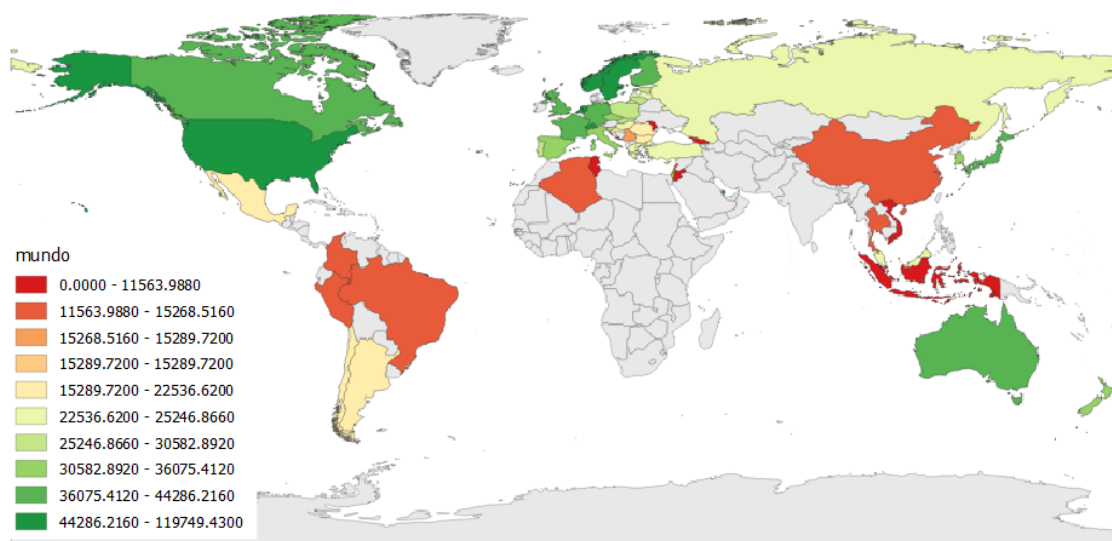 mundo
0.0000 - 11563.9880
11563.9880 - 15268.5160
15268.5160 - 15289.7200
15289.7200 - 15289.7200
15289.7200 - 22536.6200
22536.6200 - 25246.8660
25246.8660 - 30582.8920
30582.8920 - 36075.4120
36075.4120 - 44286.2160
44286.2160 - 119749.4300